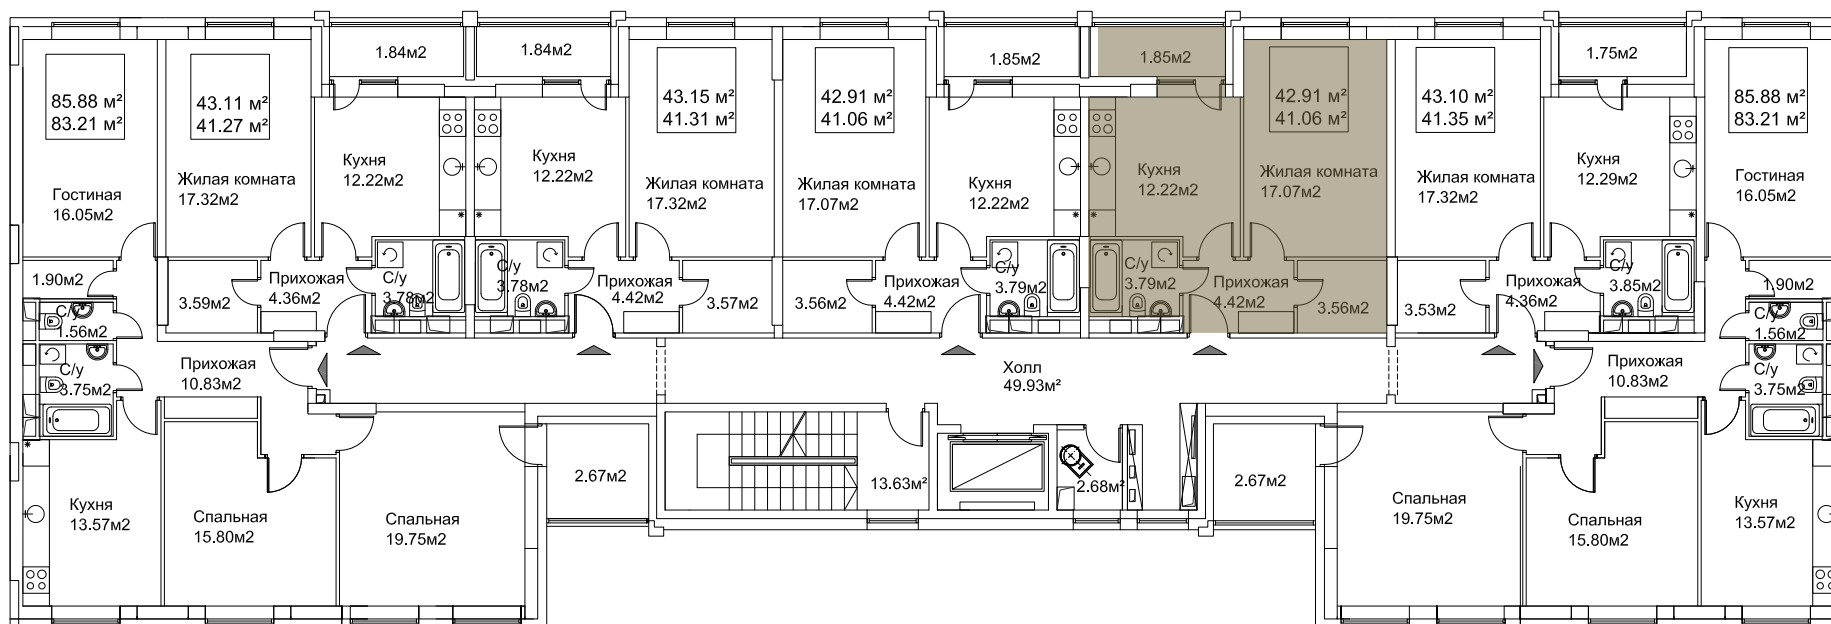 1.84м2
1.84м2
1.85м2
1.85м2
1.75м2
85.88 м²
83.21 м²
43.11 м²
41.27 м²
43.15 м²
41.31 м²
42.91 м²
41.06 м²
42.91 м²
41.06 м²
43.10 м²
41.35 м²
85.88 м²
83.21 м²
Гостиная
16.05м2
Жилая комната
17.32м2
Кухня
12.22м2
Кухня
12.22м2
Жилая комната
17.32м2
Жилая комната
17.07м2
Кухня
12.22м2
Кухня
12.22м2
Жилая комната
17.07м2
Жилая комната
17.32м2
Кухня
12.29м2
Гостиная
16.05м2
1.90м2
3.59м2
Прихожая
4.36м2
С/у
3.78м2
С/у
3.78м2
Прихожая
4.42м2
3.57м2
3.56м2
Прихожая
4.42м2
С/у
3.79м2
С/у
3.79м2
Прихожая
4.42м2
3.56м2
3.53м2
Прихожая
4.36м2
С/у
3.85м2
1.90м2
С/у
1.56м2
С/у
1.56м2
С/у
3.75м2
Прихожая
10.83м2
Холл
49.93м²
Прихожая
10.83м2
С/у
3.75м2
Кухня
13.57м2
Спальная
15.80м2
Спальная
19.75м2
2.67м2
13.63м²
2.68м²
2.67м2
Спальная
19.75м2
Спальная
15.80м2
Кухня
13.57м2